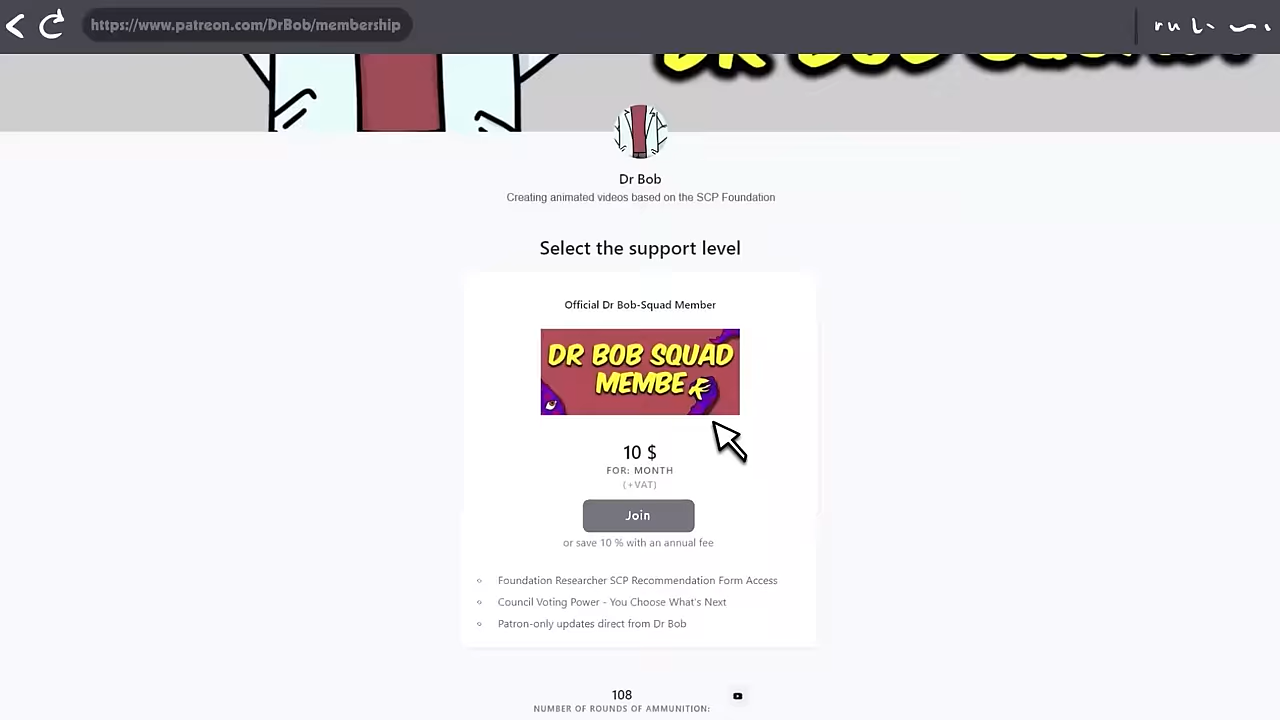 https://www.patreon.com/DrBob/membership
Dr Bob
Creating animated videos based on the SCP Foundation
Select the support level
Official Dr Bob-Squad Member
DR BOB SQUAD
MEMBER
10 $
FOR: MONTH
(+VAT)
Join
or save 10 % with an annual fee
Foundation Researcher SCP Recommendation Form Access
Council Voting Power - You Choose What's Next
Patron-only updates direct from Dr Bob
108
NUMBER OF ROUNDS OF AMMUNITION: